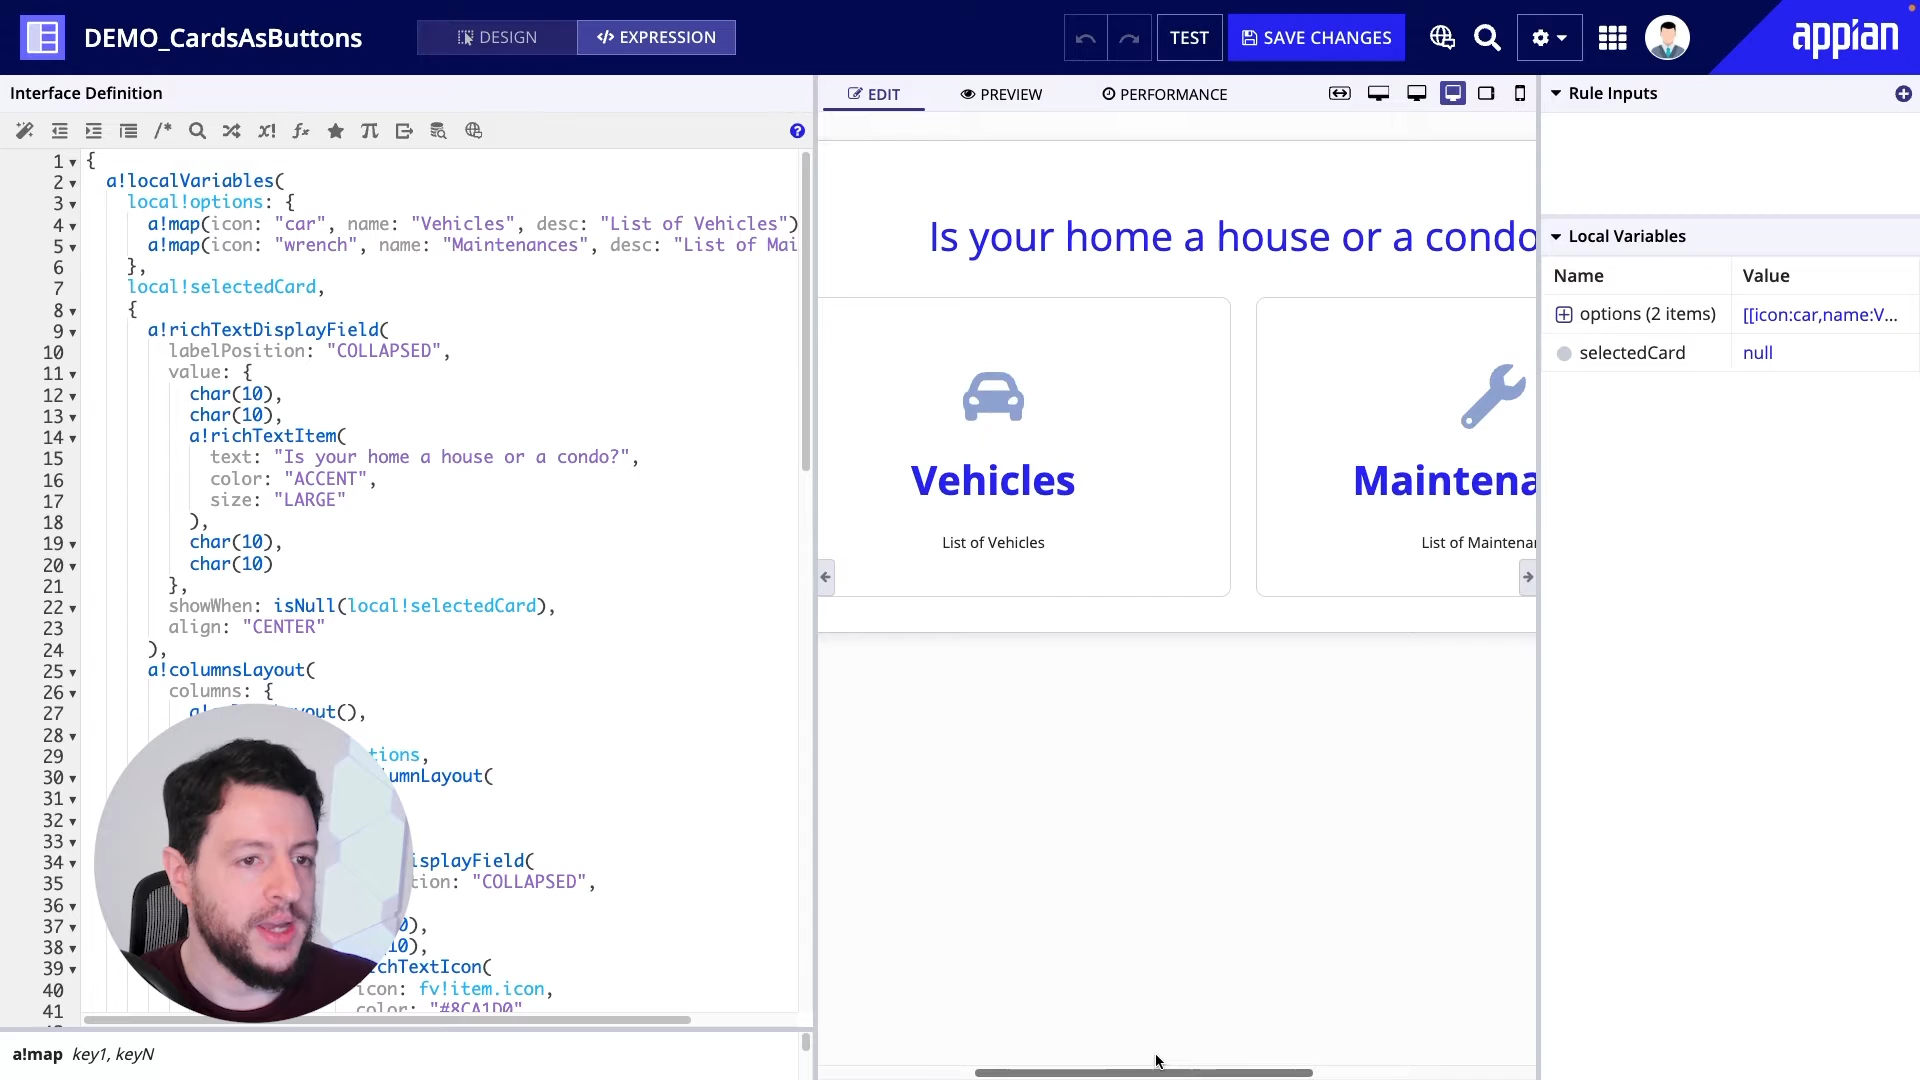 DEMO_CardsAsButtons
DESIGN
</> EXPRESSION
TEST
SAVE CHANGES
appian
Interface Definition
/*
x!
fx
π
?
1 {
2 a!localVariables(
3 local!options: {
4 a!map(icon: "car", name: "Vehicles", desc: "List of Vehicles")
5 a!map(icon: "wrench", name: "Maintenances", desc: "List of Mai
6 },
7 local!selectedCard,
8 {
9 a!richTextDisplayField(
10 labelPosition: "COLLAPSED",
11 value: {
12 char(10),
13 char(10),
14 a!richTextItem(
15 text: "Is your home a house or a condo?",
16 color: "ACCENT",
17 size: "LARGE"
18 ),
19 char(10),
20 char(10)
21 },
22 showWhen: isNull(local!selectedCard),
23 align: "CENTER"
24 ),
25 a!columnsLayout(
26 columns: {
27 out(),
28
29 tions,
30 umnLayout(
31
32
33
34 isplayField(
35 tion: "COLLAPSED",
36
37 0),
38 10),
39 chTextIcon(
40 icon: fv!item.icon,
41 color: "#8CA1D0"
a!map key1, keyN
EDIT
PREVIEW
PERFORMANCE
Is your home a house or a condo
Vehicles
List of Vehicles
Maintena
List of Maintenan
Rule Inputs
Local Variables
Name Value
options (2 items) [[icon:car,name:V...
selectedCard null